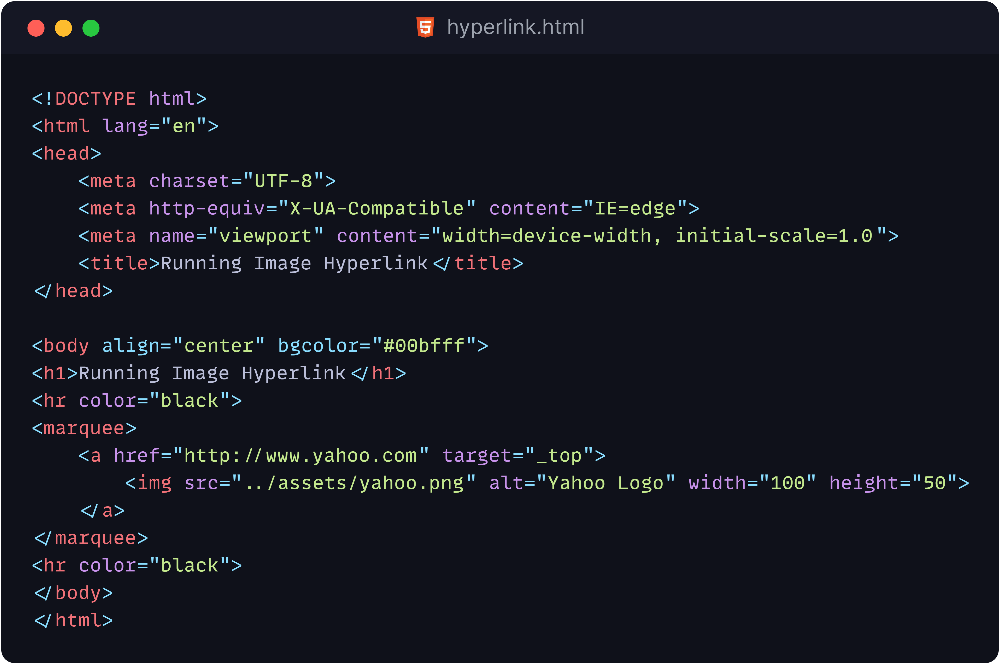 hyperlink.html
<!DOCTYPE html>
<html lang="en">
<head>
    <meta charset="UTF-8">
    <meta http-equiv="X-UA-Compatible" content="IE=edge">
    <meta name="viewport" content="width=device-width, initial-scale=1.0">
    <title>Running Image Hyperlink</title>
</head>

<body align="center" bgcolor="#00bfff">
<h1>Running Image Hyperlink</h1>
<hr color="black">
<marquee>
    <a href="http://www.yahoo.com" target="_top">
        <img src="../assets/yahoo.png" alt="Yahoo Logo" width="100" height="50">
    </a>
</marquee>
<hr color="black">
</body>
</html>